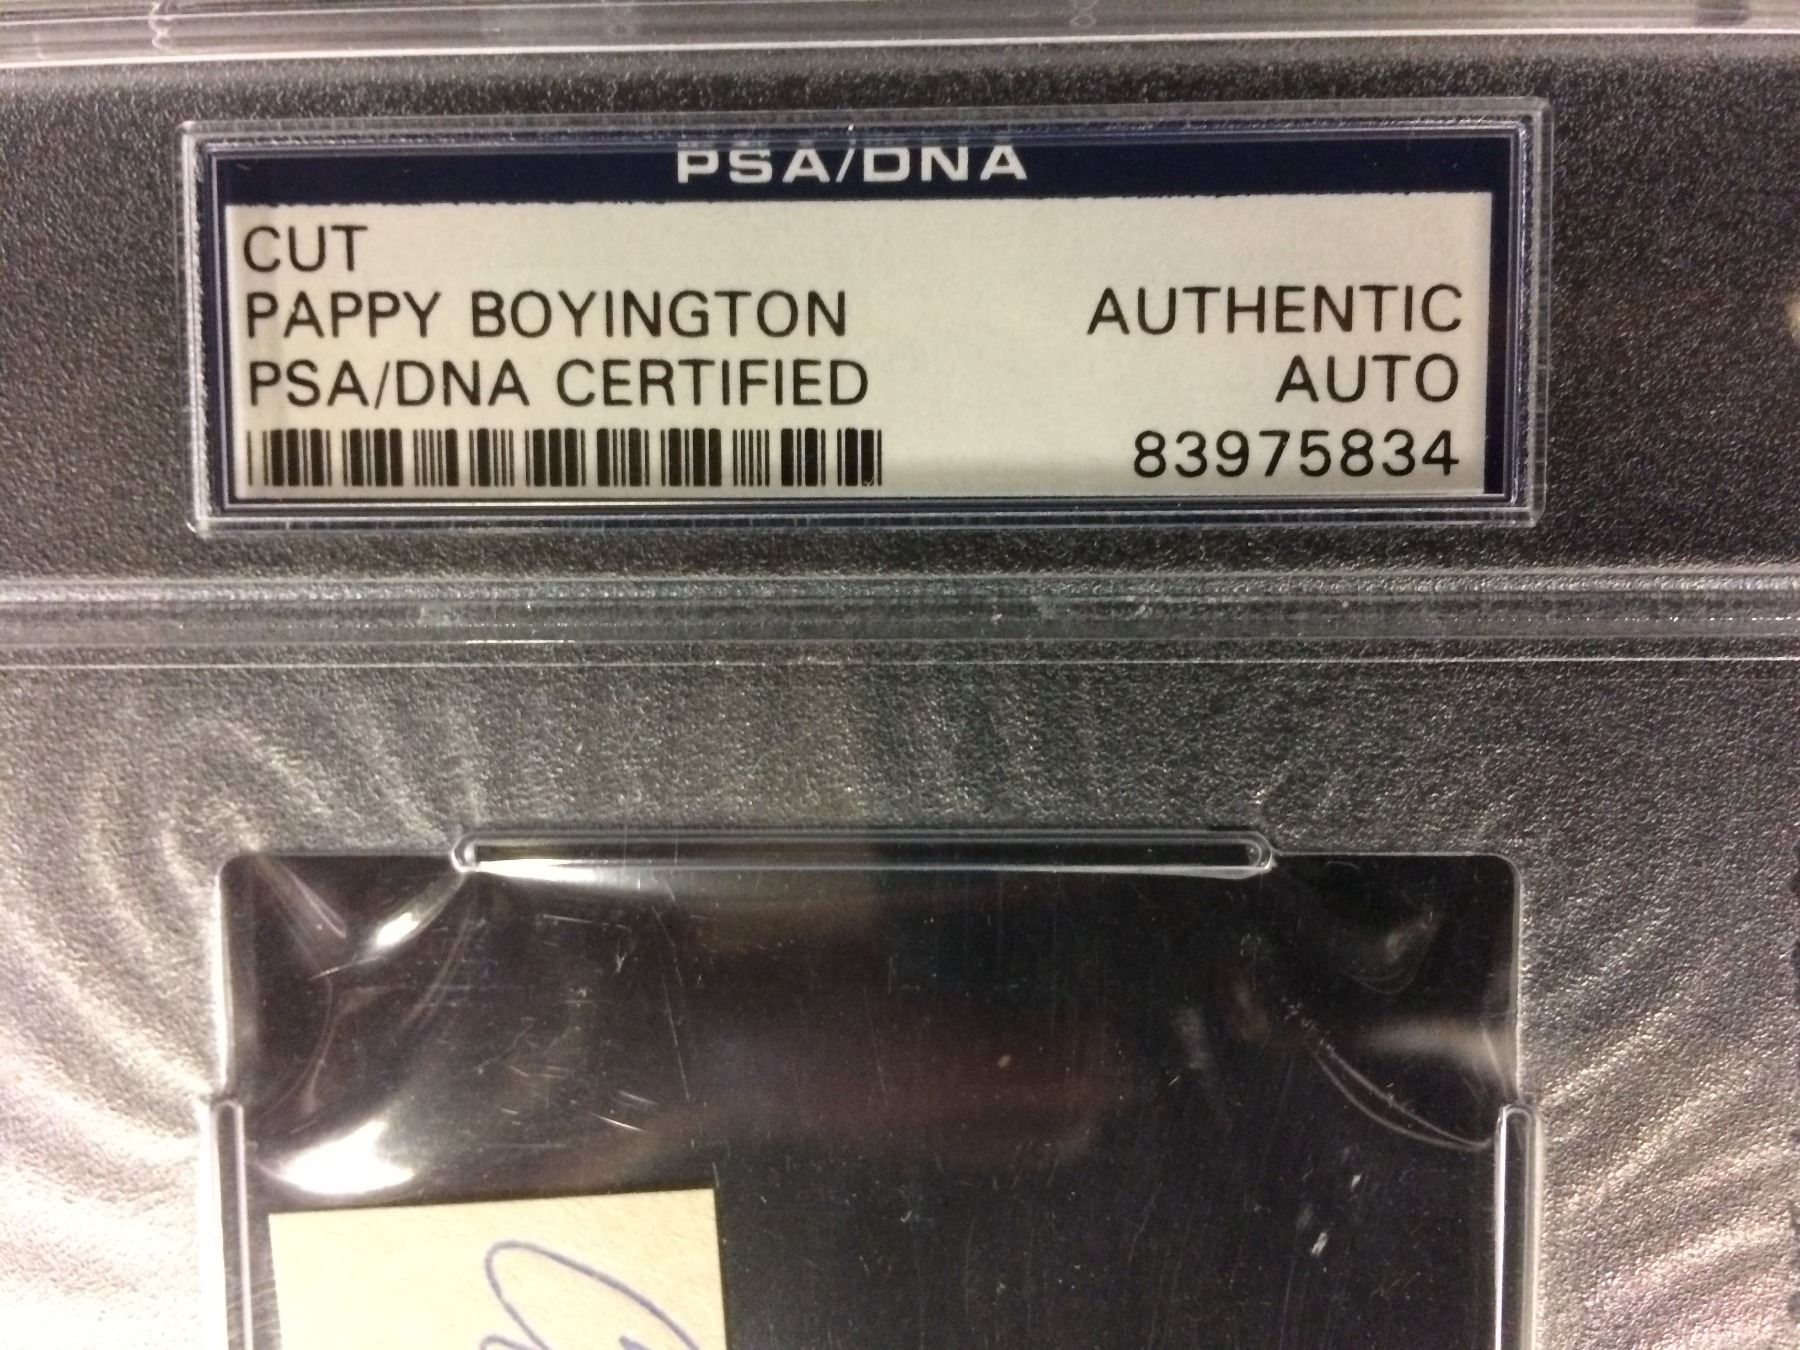 PSA/DNA
CUT
PAPPY BOYINGTON
AUTHENTIC
PSA/DNA CERTIFIED
AUTO
83975834